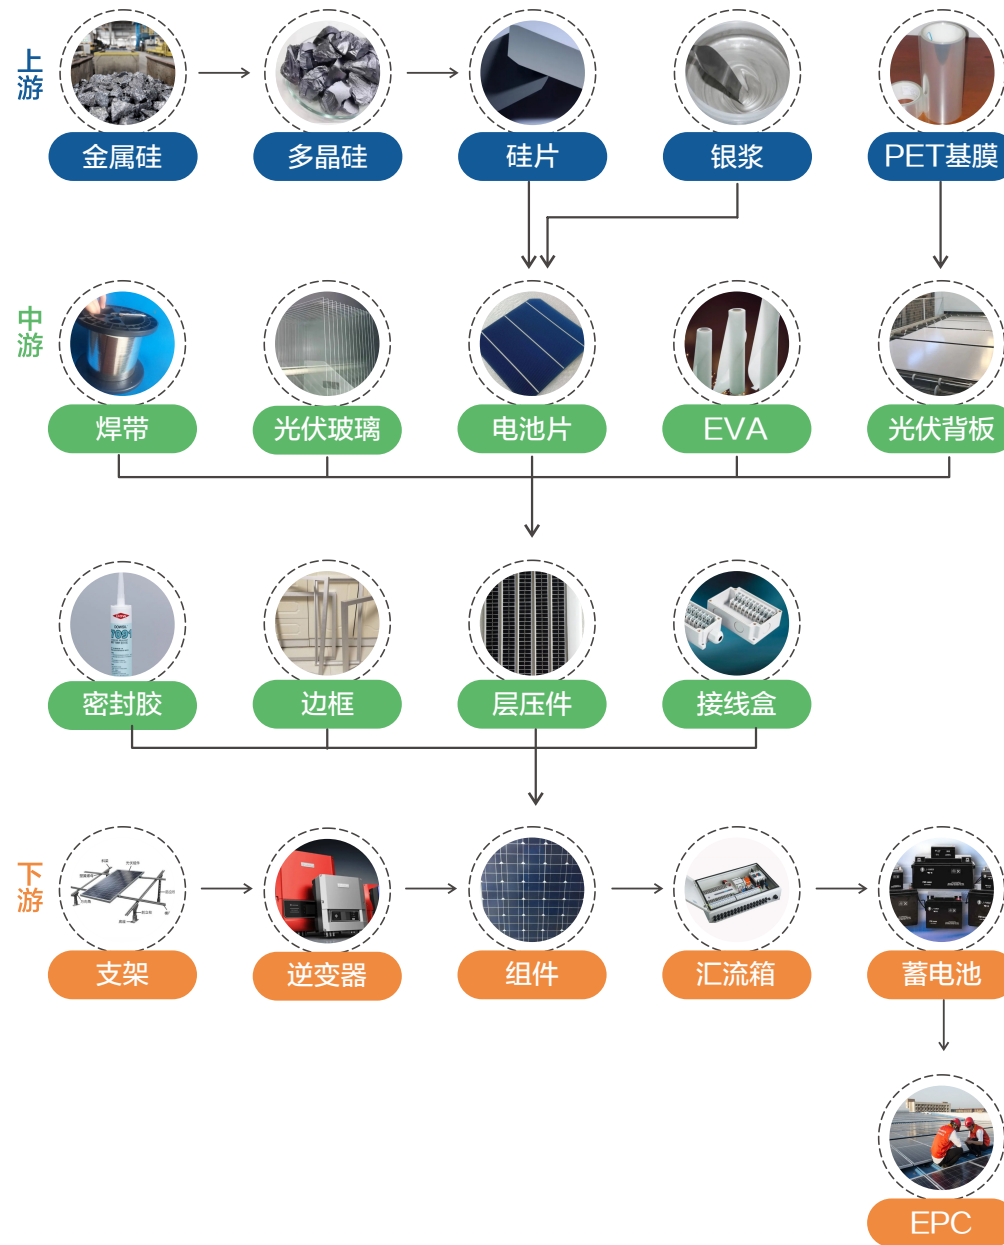 上游
金属硅
多晶硅
硅片
银浆
PET基膜
中游
焊带
光伏玻璃
电池片
EVA
光伏背板
密封胶
边框
层压件
接线盒
下游
支架
逆变器
组件
汇流箱
蓄电池
EPC